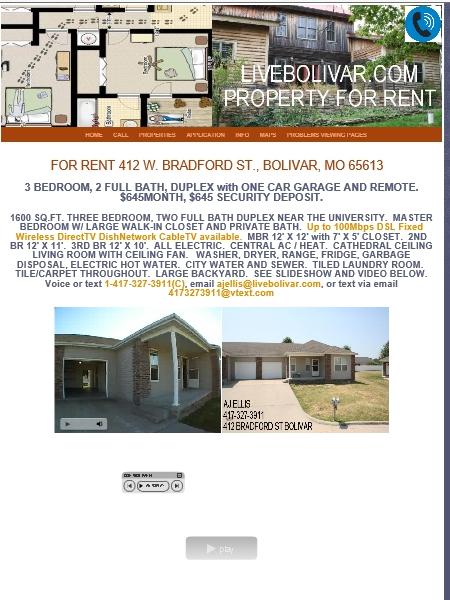 LIVEBOLIVAR.COM
PROPERTY FOR RENT
HOME CALL PROPERTIES APPLICATION INFO MAPS PROBLEMS VIEWING PAGES
FOR RENT 412 W. BRADFORD ST., BOLIVAR, MO 65613
3 BEDROOM, 2 FULL BATH, DUPLEX with ONE CAR GARAGE AND REMOTE.
$645MONTH, $645 SECURITY DEPOSIT.
1600 SQ.FT. THREE BEDROOM, TWO FULL BATH DUPLEX NEAR THE UNIVERSITY. MASTER
BEDROOM W/ LARGE WALK-IN CLOSET AND PRIVATE BATH. Up to 100Mbps DSL Fixed
Wireless DirectTV DishNetwork CableTV available. MBR 12' X 12' with 7' X 5' CLOSET. 2ND
BR 12' X 11'. 3RD BR 12' X 10'. ALL ELECTRIC. CENTRAL AC / HEAT. CATHEDRAL CEILING
LIVING ROOM WITH CEILING FAN. WASHER, DRYER, RANGE, FRIDGE, GARBAGE
DISPOSAL, ELECTRIC HOT WATER. CITY WATER AND SEWER. TILED LAUNDRY ROOM.
TILE/CARPET THROUGHOUT. LARGE BACKYARD. SEE SLIDESHOW AND VIDEO BELOW.
Voice or text 1-417-327-3911(C), email ajellis@livebolivar.com, or text via email
4173273911@vtext.com
AJ ELLIS
417-327-3911
412 BRADFORD ST BOLIVAR
play